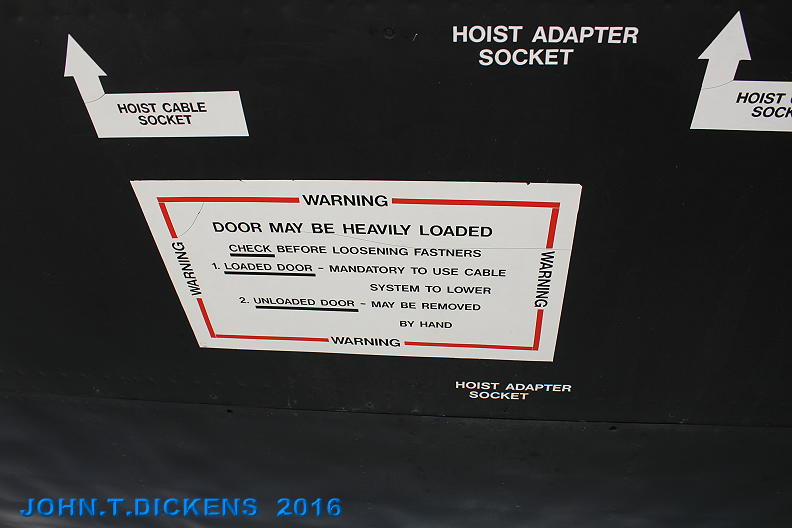 HOIST ADAPTER
SOCKET
HOIST CABLE
SOCKET
HOIST
SOCK
WARNING
DOOR MAY BE HEAVILY LOADED
CHECK BEFORE LOOSENING FASTNERS
1. LOADED DOOR - MANDATORY TO USE CABLE
SYSTEM TO LOWER
2. UNLOADED DOOR - MAY BE REMOVED
BY HAND
WARNING
WARNING
WARNING
HOIST ADAPTER
SOCKET
JOHN.T.DICKENS 2016